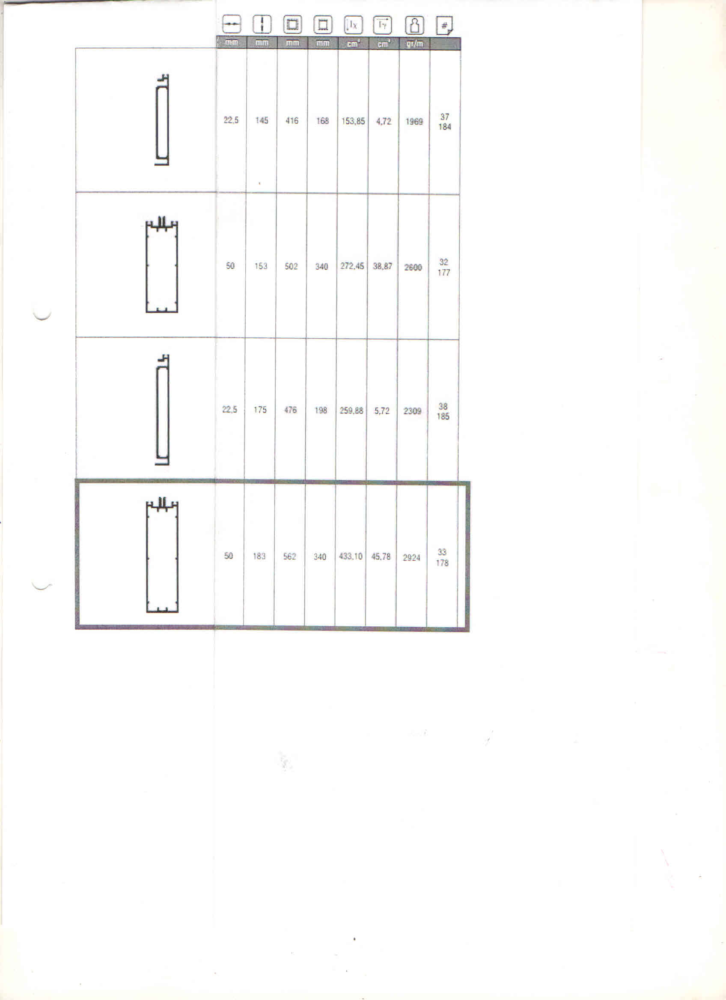 Ix Iy #
mm mm mm mm cm⁴ cm⁴ gr/m
22,5 145 416 168 153,85 4,72 1969 37
184
50 153 502 340 272,45 38,87 2600 32
177
22,5 175 476 198 259,88 5,72 2309 38
185
50 183 562 340 433,10 45,78 2924 33
178